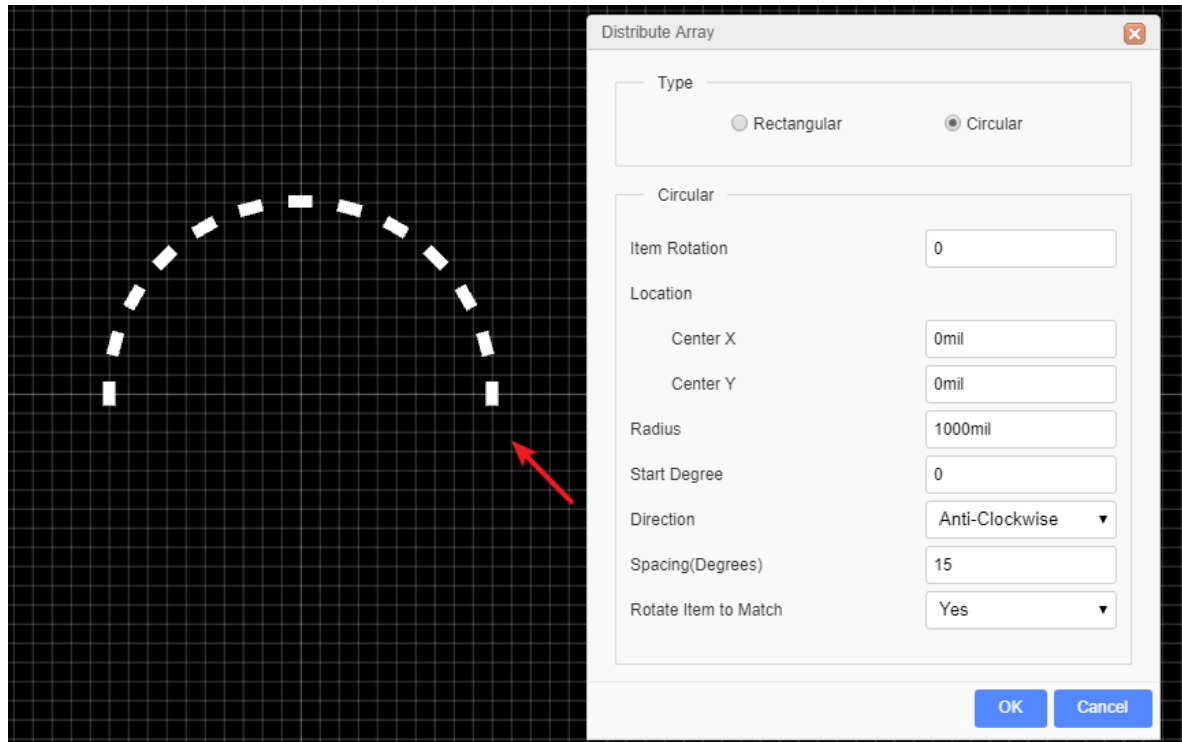 Distribute Array
Type
Rectangular Circular
Circular
Item Rotation 0
Location
Center X 0mil
Center Y 0mil
Radius 1000mil
Start Degree 0
Direction Anti-Clockwise
Spacing(Degrees) 15
Rotate Item to Match Yes
OK Cancel